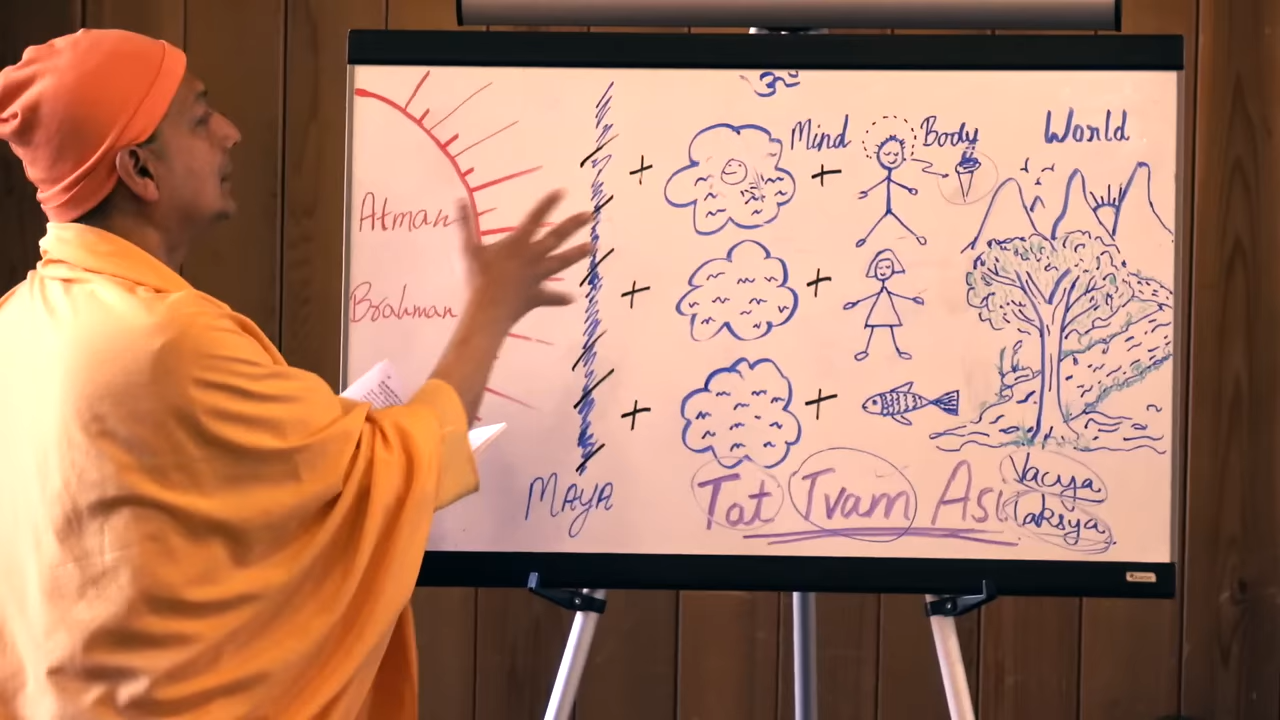 ॐ
Mind
Body
World
Atman
Brahman
MAYA
Tat Tvam Asi
Vacya
Laksya